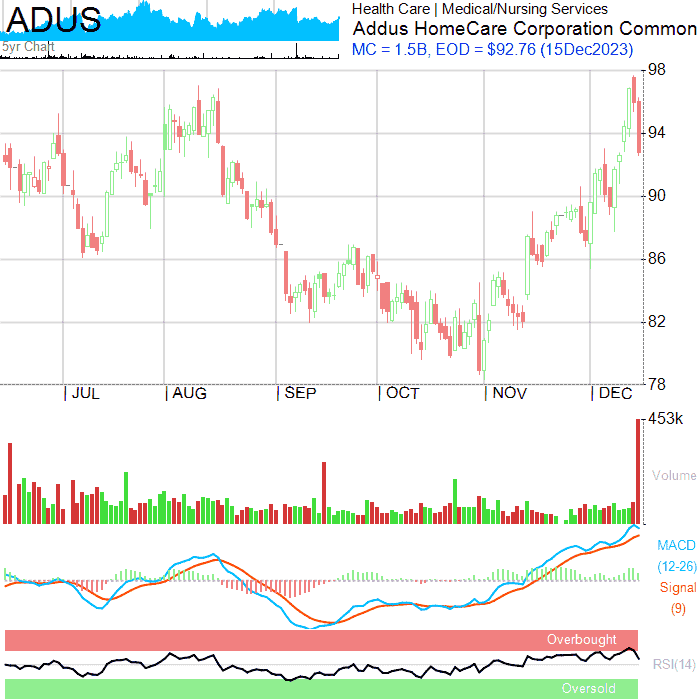 ADUS
5yr Chart
Health Care | Medical/Nursing Services
Addus HomeCare Corporation Common
MC = 1.5B, EOD = $92.76 (15Dec2023)
98
94
90
86
82
78
| JUL | AUG | SEP | OCT | NOV | DEC
453k
Volume
MACD
(12-26)
Signal
(9)
Overbought
RSI(14)
Oversold